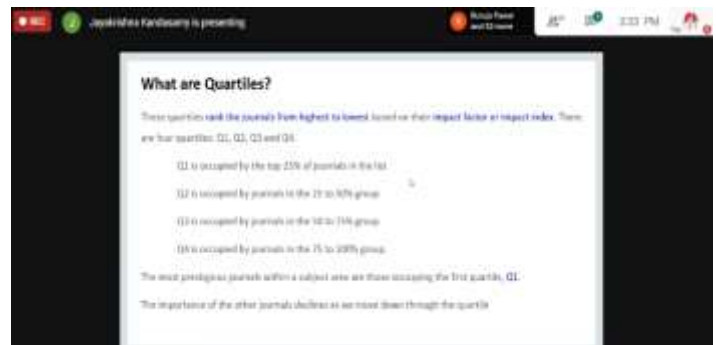 REC
J
Jayakrishna Kandasamy is presenting
and 52 more
3:33 PM
What are Quartiles?
These quartiles rank the journals from highest to lowest based on their impact factor or impact index. There
are four quartiles: Q1, Q2, Q3 and Q4.
Q1 is occupied by the top 25% of journals in the list
Q2 is occupied by journals in the 25 to 50% group
Q3 is occupied by journals in the 50 to 75% group
Q4 is occupied by journals in the 75 to 100% group
The most prestigious journals within a subject area are those occupying the first quartile, Q1.
The importance of the other journals declines as we move down through the quartile